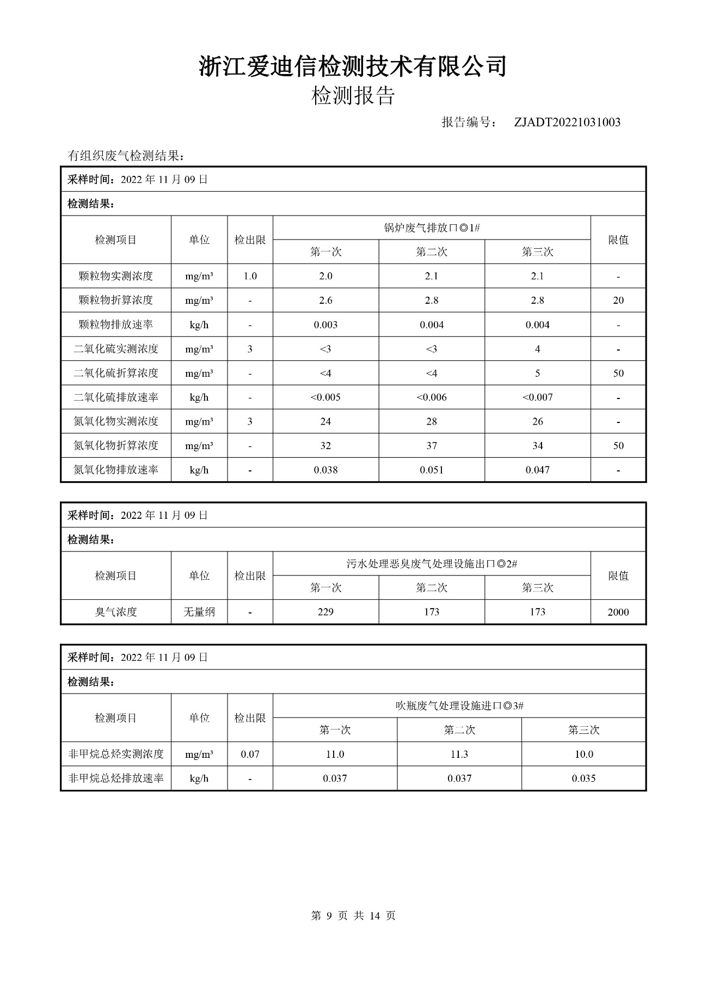 浙江爱迪信检测技术有限公司
检测报告
报告编号： ZJADT20221031003
有组织废气检测结果：
采样时间：2022 年 11 月 09 日
检测结果：
检测项目 单位 检出限 锅炉废气排放口◎1# 限值
第一次 第二次 第三次
颗粒物实测浓度 mg/m³ 1.0 2.0 2.1 2.1 -
颗粒物折算浓度 mg/m³ - 2.6 2.8 2.8 20
颗粒物排放速率 kg/h - 0.003 0.004 0.004 -
二氧化硫实测浓度 mg/m³ 3 <3 <3 4 -
二氧化硫折算浓度 mg/m³ - <4 <4 5 50
二氧化硫排放速率 kg/h - <0.005 <0.006 <0.007 -
氮氧化物实测浓度 mg/m³ 3 24 28 26 -
氮氧化物折算浓度 mg/m³ - 32 37 34 50
氮氧化物排放速率 kg/h - 0.038 0.051 0.047 -
采样时间：2022 年 11 月 09 日
检测结果：
检测项目 单位 检出限 污水处理恶臭废气处理设施出口◎2# 限值
第一次 第二次 第三次
臭气浓度 无量纲 - 229 173 173 2000
采样时间：2022 年 11 月 09 日
检测结果：
检测项目 单位 检出限 吹瓶废气处理设施进口◎3#
第一次 第二次 第三次
非甲烷总烃实测浓度 mg/m³ 0.07 11.0 11.3 10.0
非甲烷总烃排放速率 kg/h - 0.037 0.037 0.035
第 9 页 共 14 页